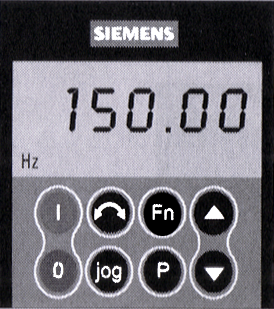 SIEMENS
150.00
Hz
I Fn
0 jog P